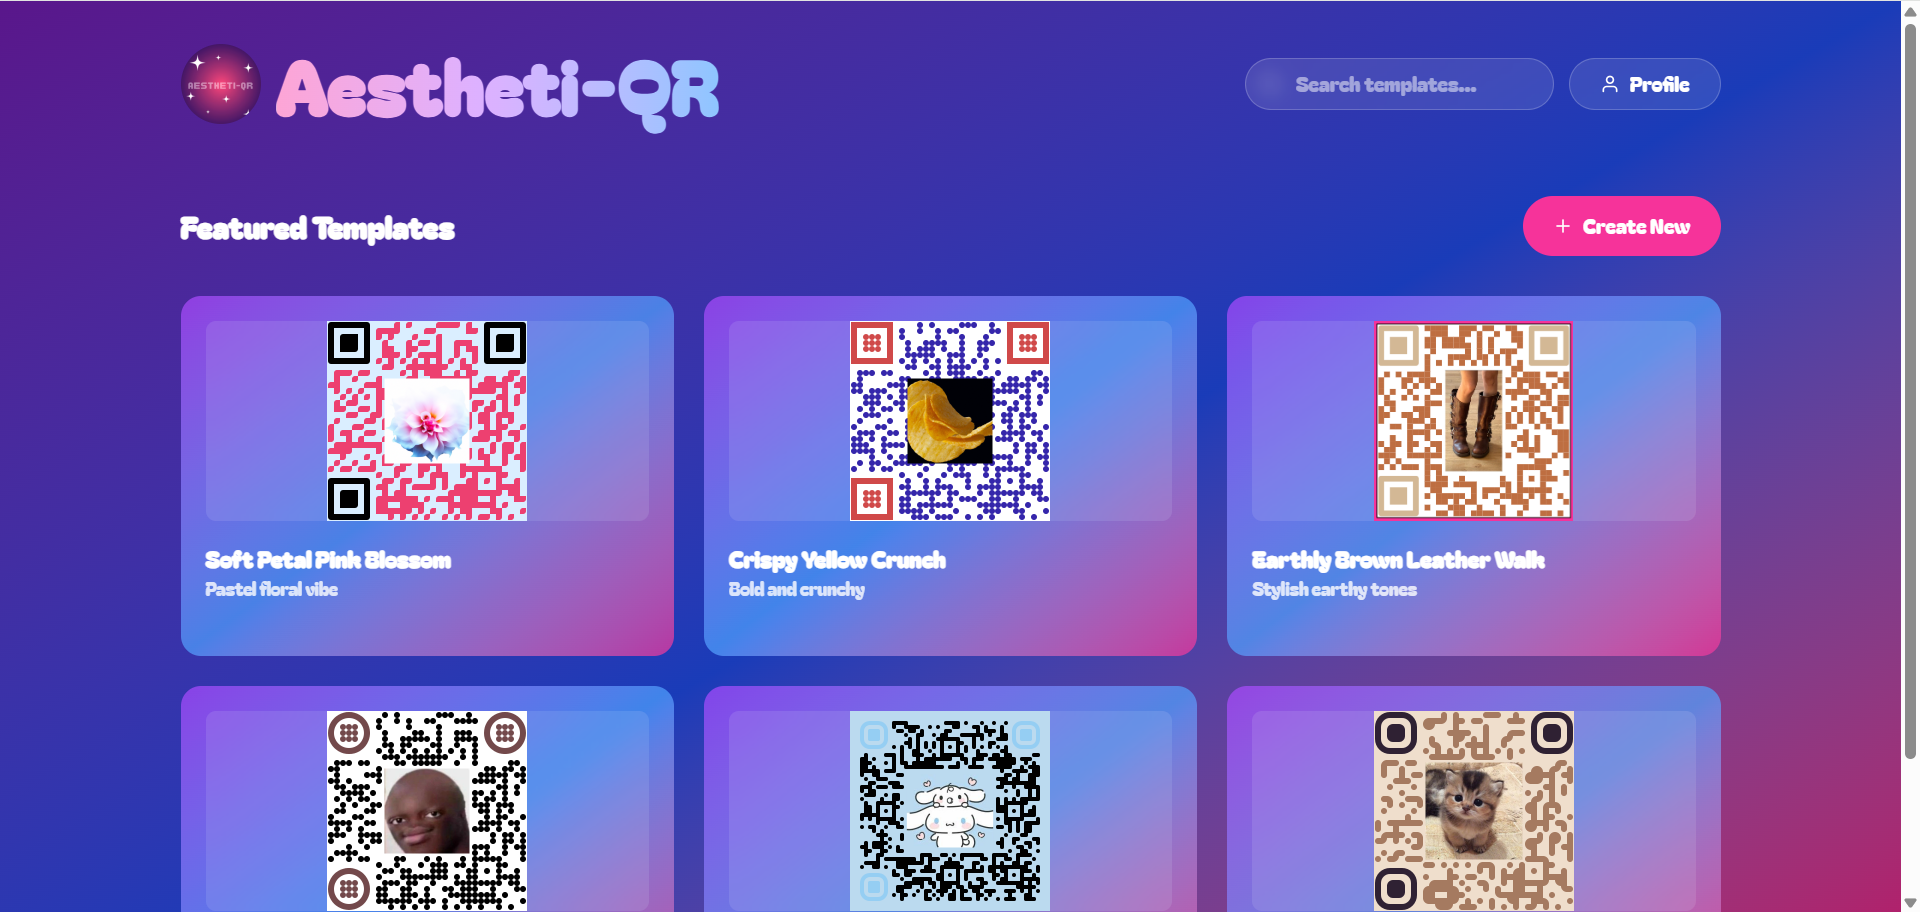 AESTHETI-QR
Aestheti-QR
Search templates...
Profile
Featured Templates
Create New
Soft Petal Pink Blossom
Pastel floral vibe
Crispy Yellow Crunch
Bold and crunchy
Earthly Brown Leather Walk
Stylish earthy tones